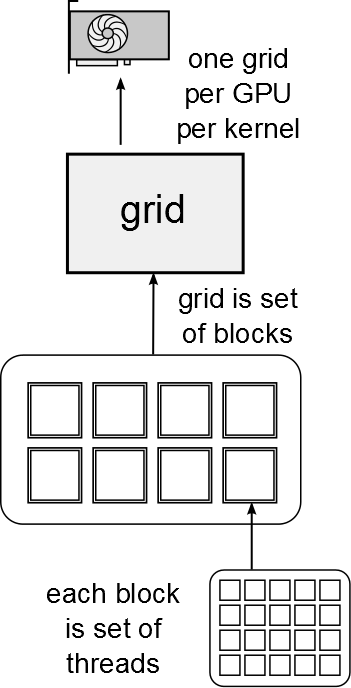 one grid
per GPU
per kernel
grid
grid is set
of blocks
each block
is set of
threads